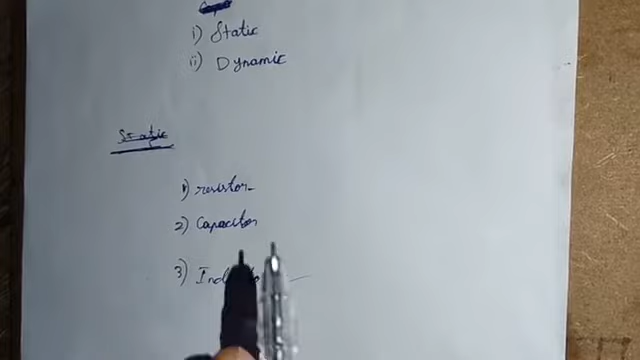 i) Static
ii) Dynamic
Static
1) resistor
2) Capacitor
3)